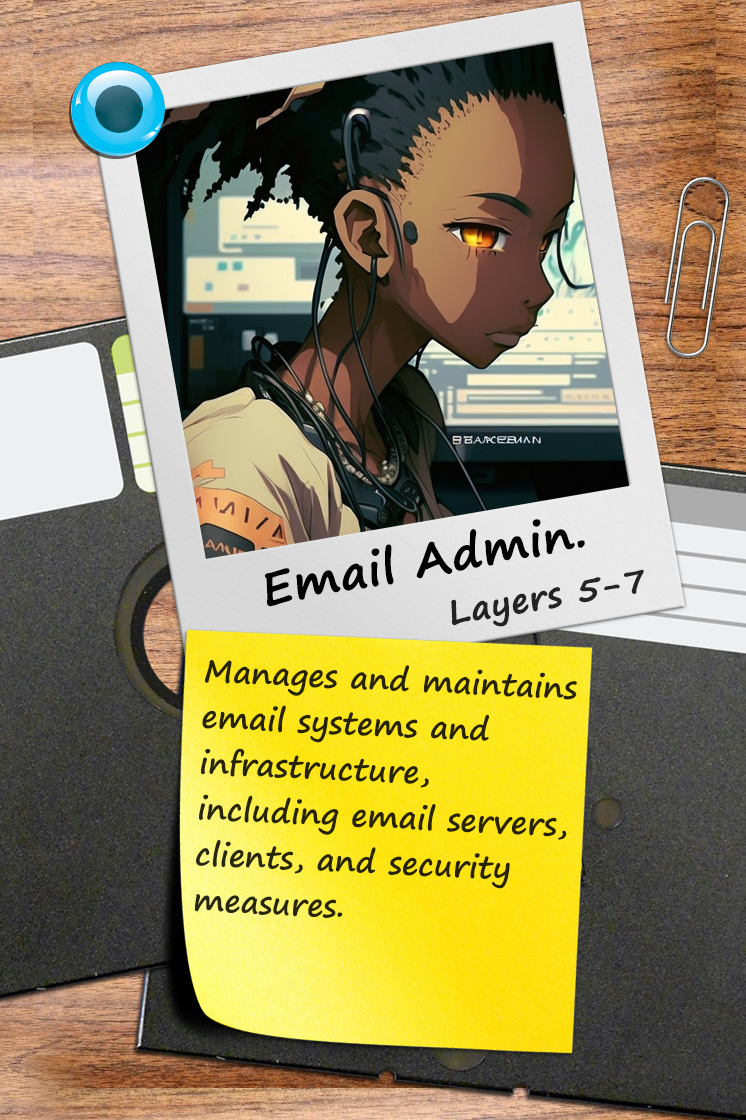 Email Admin.
Layers 5-7
Manages and maintains
email systems and
infrastructure,
including email servers,
clients, and security
measures.